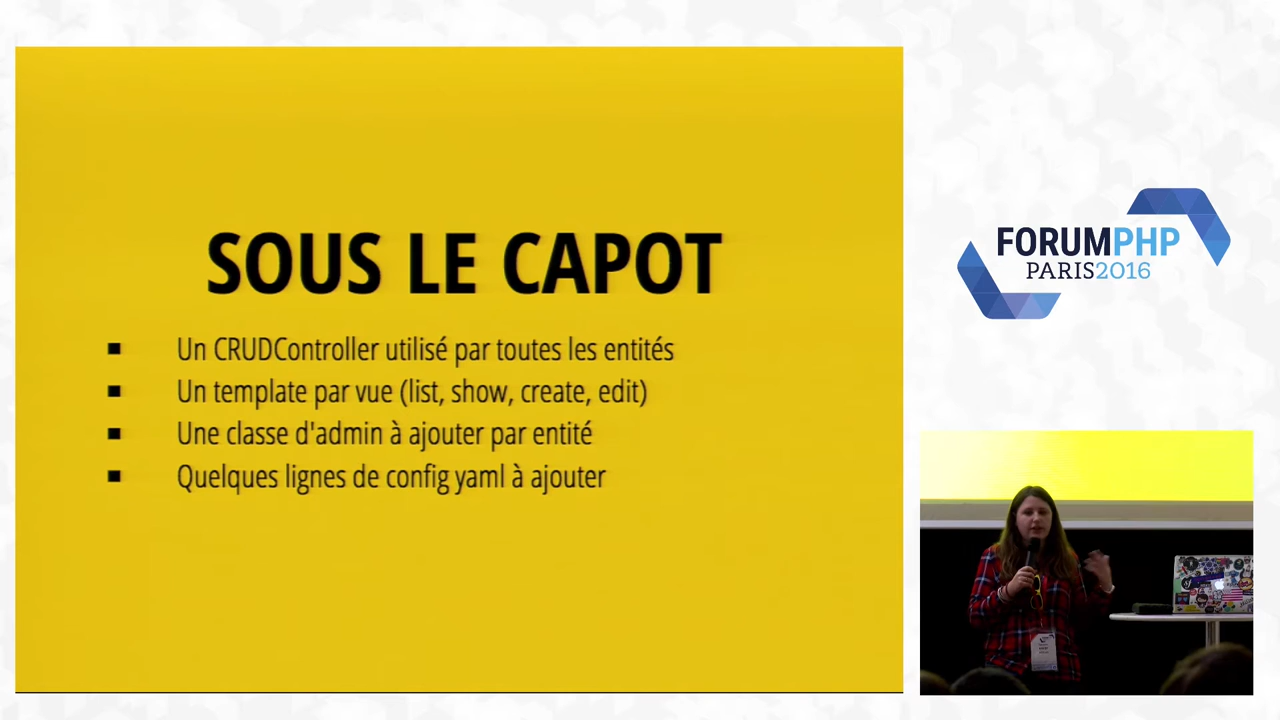 SOUS LE CAPOT
Un CRUDController utilisé par toutes les entités
Un template par vue (list, show, create, edit)
Une classe d'admin à ajouter par entité
Quelques lignes de config yaml à ajouter
FORUMPHP
PARIS2016